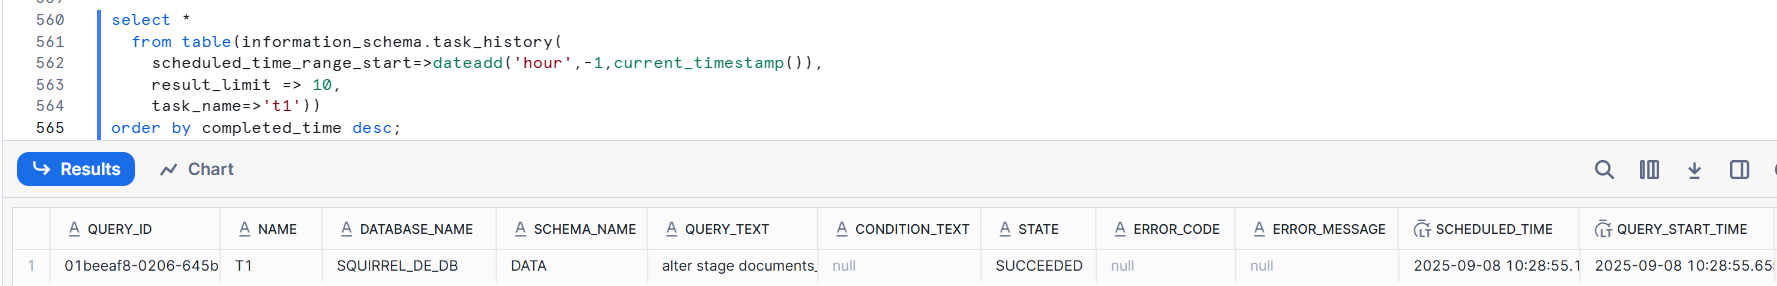 560 select *
561 from table(information_schema.task_history(
562 scheduled_time_range_start=>dateadd('hour',-1,current_timestamp()),
563 result_limit => 10,
564 task_name=>'t1'))
565 order by completed_time desc;
Results Chart
QUERY_ID NAME DATABASE_NAME SCHEMA_NAME QUERY_TEXT CONDITION_TEXT STATE ERROR_CODE ERROR_MESSAGE SCHEDULED_TIME QUERY_START_TIME
1 01beeaf8-0206-645b T1 SQUIRREL_DE_DB DATA alter stage documents_ null SUCCEEDED null null 2025-09-08 10:28:55.1 2025-09-08 10:28:55.65